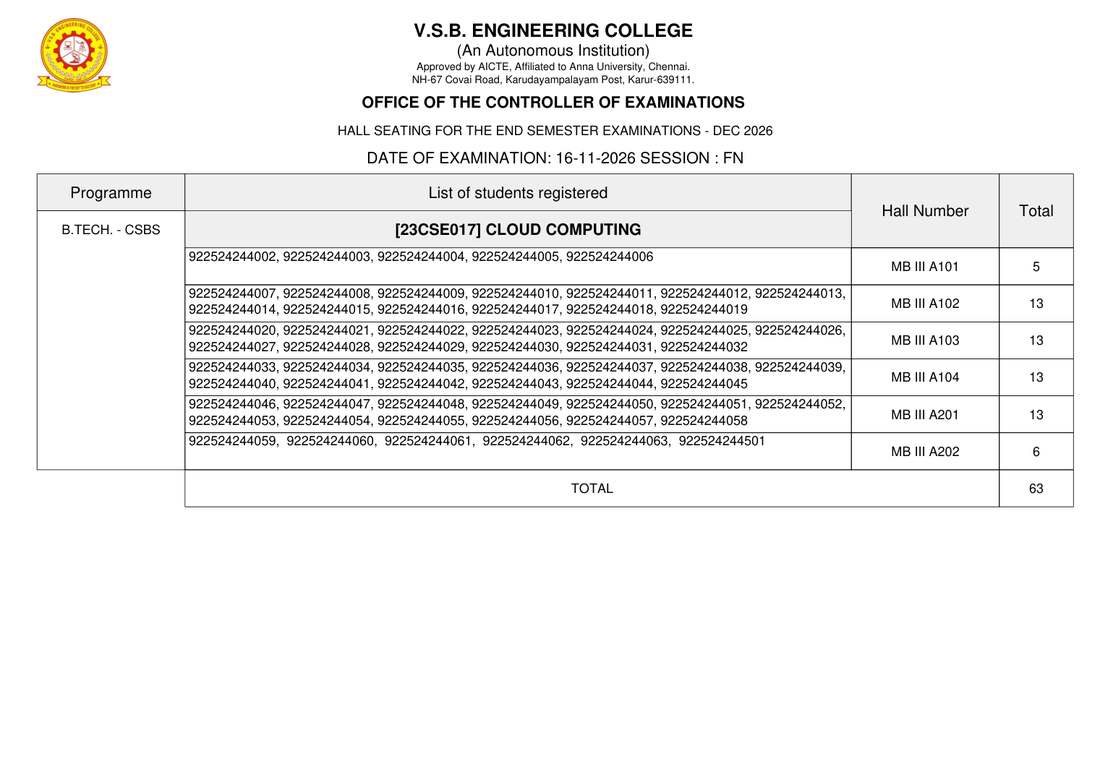 V.S.B. ENGINEERING COLLEGE
(An Autonomous Institution)
Approved by AICTE, Affiliated to Anna University, Chennai.
NH-67 Covai Road, Karudayampalayam Post, Karur-639111.
OFFICE OF THE CONTROLLER OF EXAMINATIONS
HALL SEATING FOR THE END SEMESTER EXAMINATIONS - DEC 2026
DATE OF EXAMINATION: 16-11-2026 SESSION : FN
Programme
List of students registered
Hall Number
Total
B.TECH. - CSBS
[23CSE017] CLOUD COMPUTING
922524244002, 922524244003, 922524244004, 922524244005, 922524244006
MB III A101
5
922524244007, 922524244008, 922524244009, 922524244010, 922524244011, 922524244012, 922524244013,
922524244014, 922524244015, 922524244016, 922524244017, 922524244018, 922524244019
MB III A102
13
922524244020, 922524244021, 922524244022, 922524244023, 922524244024, 922524244025, 922524244026,
922524244027, 922524244028, 922524244029, 922524244030, 922524244031, 922524244032
MB III A103
13
922524244033, 922524244034, 922524244035, 922524244036, 922524244037, 922524244038, 922524244039,
922524244040, 922524244041, 922524244042, 922524244043, 922524244044, 922524244045
MB III A104
13
922524244046, 922524244047, 922524244048, 922524244049, 922524244050, 922524244051, 922524244052,
922524244053, 922524244054, 922524244055, 922524244056, 922524244057, 922524244058
MB III A201
13
922524244059, 922524244060, 922524244061, 922524244062, 922524244063, 922524244501
MB III A202
6
TOTAL
63